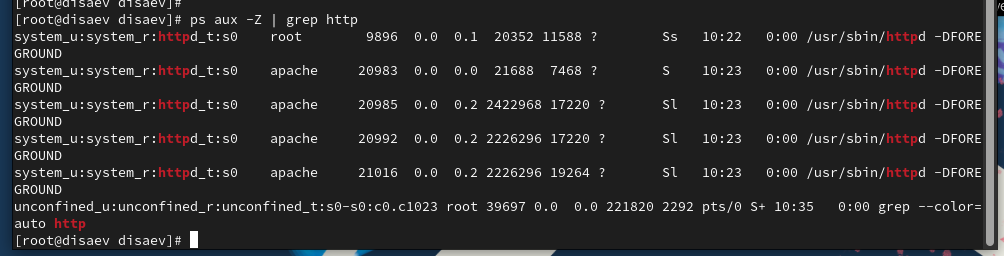 [root@disaev disaev]#
[root@disaev disaev]# ps aux -Z | grep http
system_u:system_r:httpd_t:s0    root        9896  0.0  0.1  20352 11588 ?        Ss   10:22   0:00 /usr/sbin/httpd -DFORE
GROUND
system_u:system_r:httpd_t:s0    apache     20983  0.0  0.0  21688  7468 ?        S    10:23   0:00 /usr/sbin/httpd -DFORE
GROUND
system_u:system_r:httpd_t:s0    apache     20985  0.0  0.2 2422968 17220 ?       Sl   10:23   0:00 /usr/sbin/httpd -DFORE
GROUND
system_u:system_r:httpd_t:s0    apache     20992  0.0  0.2 2226296 17220 ?       Sl   10:23   0:00 /usr/sbin/httpd -DFORE
GROUND
system_u:system_r:httpd_t:s0    apache     21016  0.0  0.2 2226296 19264 ?       Sl   10:23   0:00 /usr/sbin/httpd -DFORE
GROUND
unconfined_u:unconfined_r:unconfined_t:s0-s0:c0.c1023 root 39697 0.0  0.0 221820 2292 pts/0 S+ 10:35   0:00 grep --color=
auto http
[root@disaev disaev]#